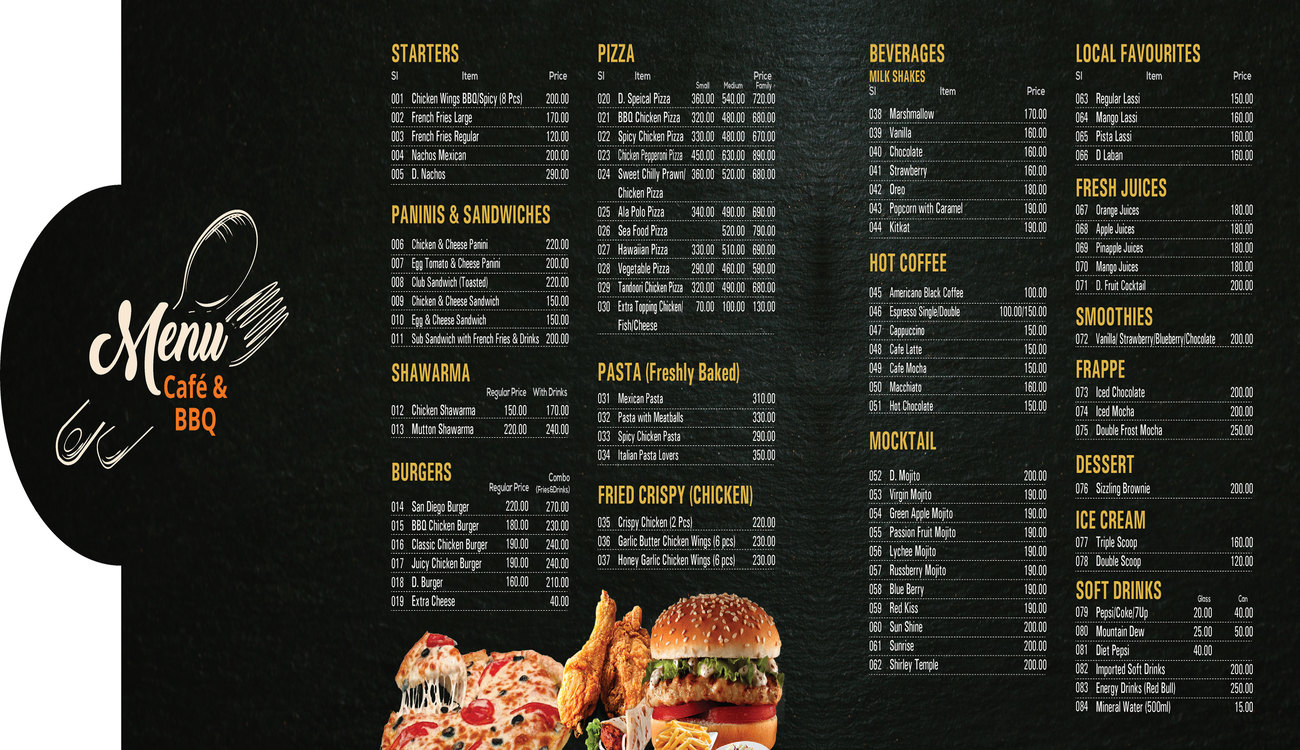 Menu
Café &
BBQ
STARTERS
SI Item Price
001 Chicken Wings BBQ/Spicy (8 Pcs) 200.00
002 French Fries Large 170.00
003 French Fries Regular 120.00
004 Nachos Mexican 200.00
005 D. Nachos 290.00
PANINIS & SANDWICHES
006 Chicken & Cheese Panini 220.00
007 Egg Tomato & Cheese Panini 200.00
008 Club Sandwich (Toasted) 220.00
009 Chicken & Cheese Sandwich 150.00
010 Egg & Cheese Sandwich 150.00
011 Sub Sandwich with French Fries & Drinks 200.00
SHAWARMA
Regular Price With Drinks
012 Chicken Shawarma 150.00 170.00
013 Mutton Shawarma 220.00 240.00
BURGERS
Regular Price Combo
(Fries&Drinks)
014 San Diego Burger 220.00 270.00
015 BBQ Chicken Burger 180.00 230.00
016 Classic Chicken Burger 190.00 240.00
017 Juicy Chicken Burger 190.00 240.00
018 D. Burger 160.00 210.00
019 Extra Cheese 40.00
PIZZA
SI Item Price
Small Medium Family
020 D. Speical Pizza 360.00 540.00 720.00
021 BBQ Chicken Pizza 320.00 480.00 680.00
022 Spicy Chicken Pizza 330.00 480.00 670.00
023 Chicken Pepperoni Pizza 450.00 630.00 890.00
024 Sweet Chilly Prawn/ 360.00 520.00 680.00
Chicken Pizza
025 Ala Polo Pizza 340.00 490.00 690.00
026 Sea Food Pizza 520.00 790.00
027 Hawaiian Pizza 330.00 510.00 690.00
028 Vegetable Pizza 290.00 460.00 590.00
029 Tandoori Chicken Pizza 320.00 490.00 680.00
030 Extra Topping Chicken/ 70.00 100.00 130.00
Fish/Cheese
PASTA (Freshly Baked)
031 Mexican Pasta 310.00
032 Pasta with Meatballs 330.00
033 Spicy Chicken Pasta 290.00
034 Italian Pasta Lovers 350.00
FRIED CRISPY (CHICKEN)
035 Crispy Chicken (2 Pcs) 220.00
036 Garlic Butter Chicken Wings (6 pcs) 230.00
037 Honey Garlic Chicken Wings (6 pcs) 230.00
BEVERAGES
MILK SHAKES
SI Item Price
038 Marshmallow 170.00
039 Vanilla 160.00
040 Chocolate 160.00
041 Strawberry 160.00
042 Oreo 180.00
043 Popcorn with Caramel 190.00
044 Kitkat 190.00
HOT COFFEE
045 Americano Black Coffee 100.00
046 Espresso Single/Double 100.00/150.00
047 Cappuccino 150.00
048 Cafe Latte 150.00
049 Cafe Mocha 150.00
050 Macchiato 160.00
051 Hot Chocolate 150.00
MOCKTAIL
052 D. Mojito 200.00
053 Virgin Mojito 190.00
054 Green Apple Mojito 190.00
055 Passion Fruit Mojito 190.00
056 Lychee Mojito 190.00
057 Russberry Mojito 190.00
058 Blue Berry 190.00
059 Red Kiss 190.00
060 Sun Shine 200.00
061 Sunrise 200.00
062 Shirley Temple 200.00
LOCAL FAVOURITES
SI Item Price
063 Regular Lassi 150.00
064 Mango Lassi 160.00
065 Pista Lassi 160.00
066 D Laban 160.00
FRESH JUICES
067 Orange Juices 180.00
068 Apple Juices 180.00
069 Pinapple Juices 180.00
070 Mango Juices 180.00
071 D. Fruit Cocktail 200.00
SMOOTHIES
072 Vanilla/ Strawberry/Blueberry/Chocolate 200.00
FRAPPE
073 Iced Chocolate 200.00
074 Iced Mocha 200.00
075 Double Frost Mocha 250.00
DESSERT
076 Sizzling Brownie 200.00
ICE CREAM
077 Triple Scoop 160.00
078 Double Scoop 120.00
SOFT DRINKS
Glass Can
079 Pepsi/Coke/7Up 20.00 40.00
080 Mountain Dew 25.00 50.00
081 Diet Pepsi 40.00
082 Imported Soft Drinks 200.00
083 Energy Drinks (Red Bull) 250.00
084 Mineral Water (500ml) 15.00